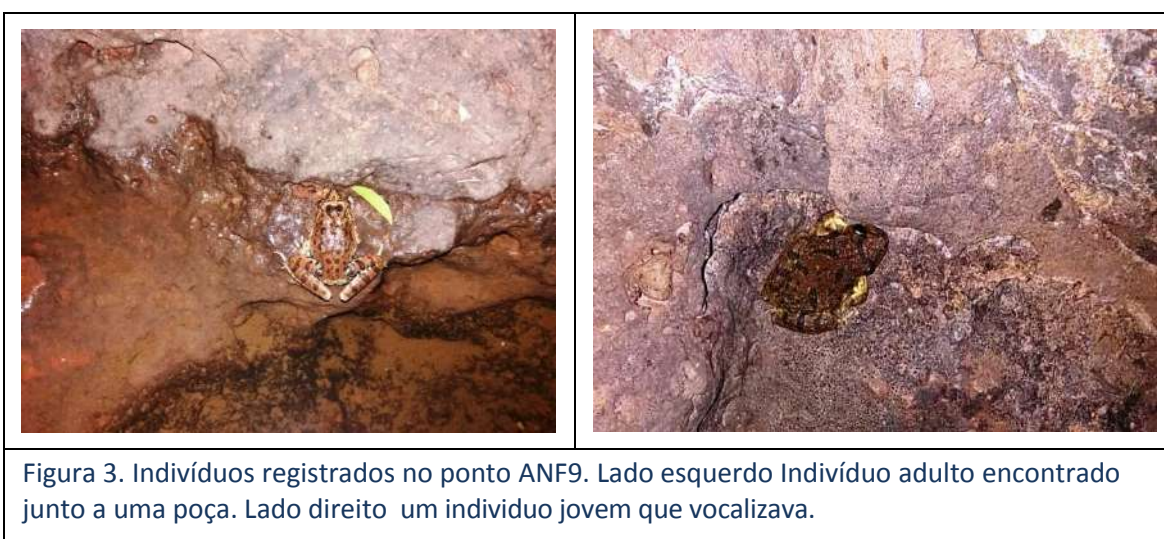 Figura 3. Indivíduos registrados no ponto ANF9. Lado esquerdo Indivíduo adulto encontrado
junto a uma poça. Lado direito  um individuo jovem que vocalizava.